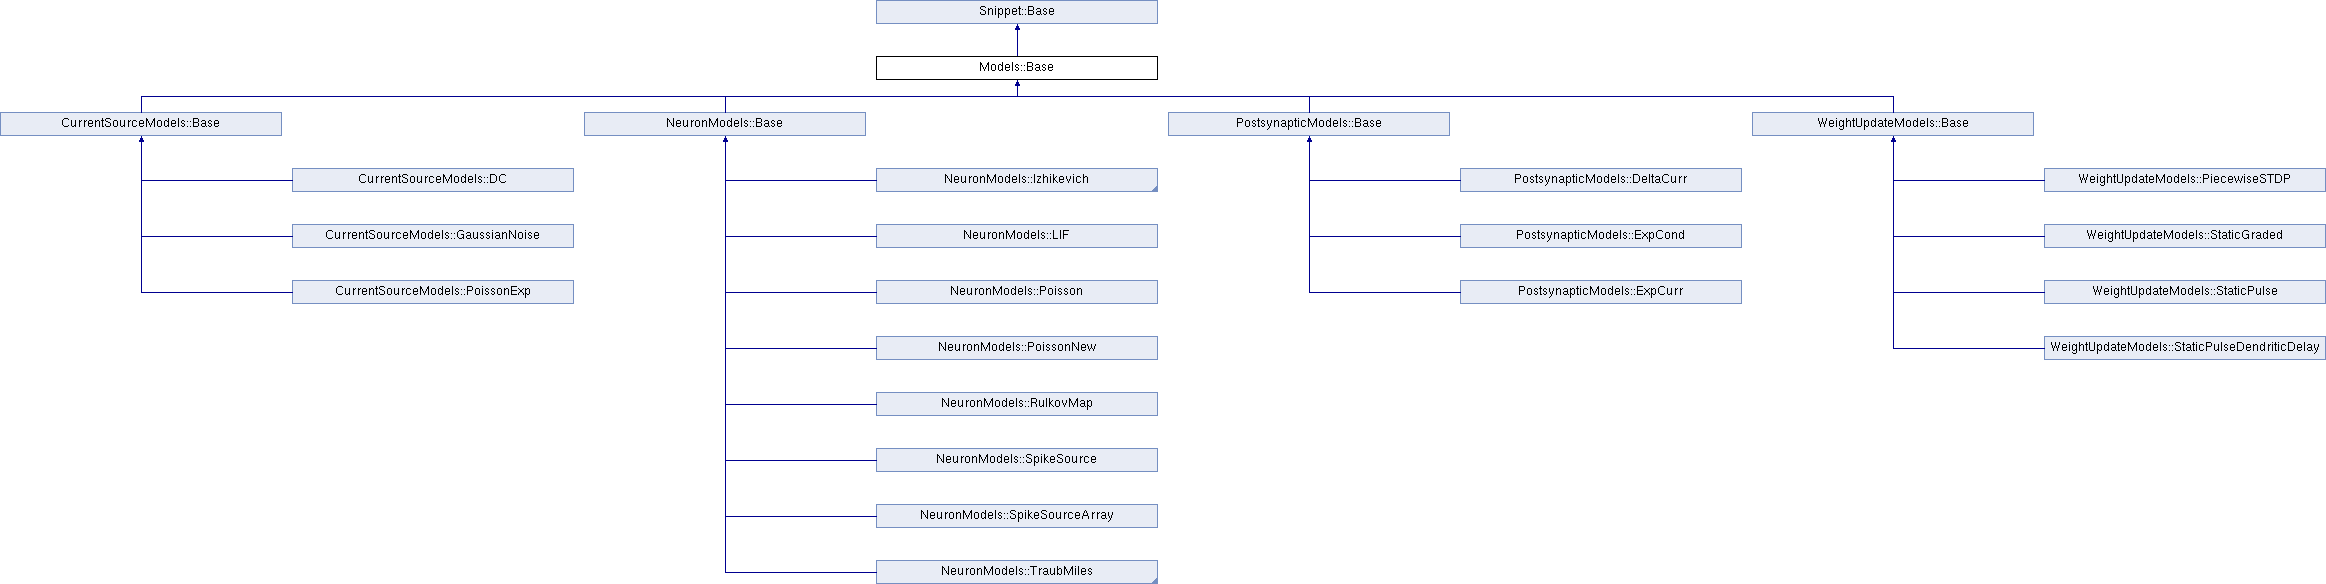 Snippet::Base
Models::Base
CurrentSourceModels::Base
NeuronModels::Base
PostsynapticModels::Base
WeightUpdateModels::Base
CurrentSourceModels::DC
NeuronModels::Izhikevich
PostsynapticModels::DeltaCurr
WeightUpdateModels::PiecewiseSTDP
CurrentSourceModels::GaussianNoise
NeuronModels::LIF
PostsynapticModels::ExpCond
WeightUpdateModels::StaticGraded
CurrentSourceModels::PoissonExp
NeuronModels::Poisson
PostsynapticModels::ExpCurr
WeightUpdateModels::StaticPulse
NeuronModels::PoissonNew
WeightUpdateModels::StaticPulseDendriticDelay
NeuronModels::RulkovMap
NeuronModels::SpikeSource
NeuronModels::SpikeSourceArray
NeuronModels::TraubMiles